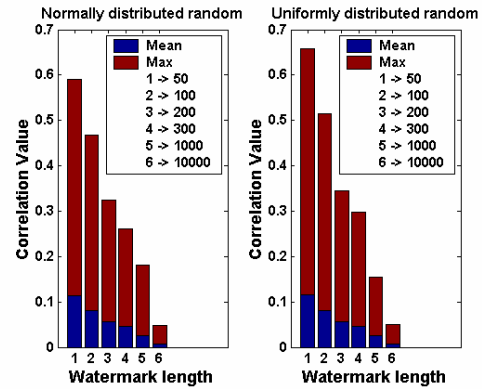 Normally distributed random
0.7
0.6
0.5
0.4
0.3
0.2
0.1
0
Correlation Value
Mean
Max
1 -> 50
2 -> 100
3 -> 200
4 -> 300
5 -> 1000
6 -> 10000
1 2 3 4 5 6
Watermark length
Uniformly distributed random
0.7
0.6
0.5
0.4
0.3
0.2
0.1
0
Correlation Value
Mean
Max
1 -> 50
2 -> 100
3 -> 200
4 -> 300
5 -> 1000
6 -> 10000
1 2 3 4 5 6
Watermark length